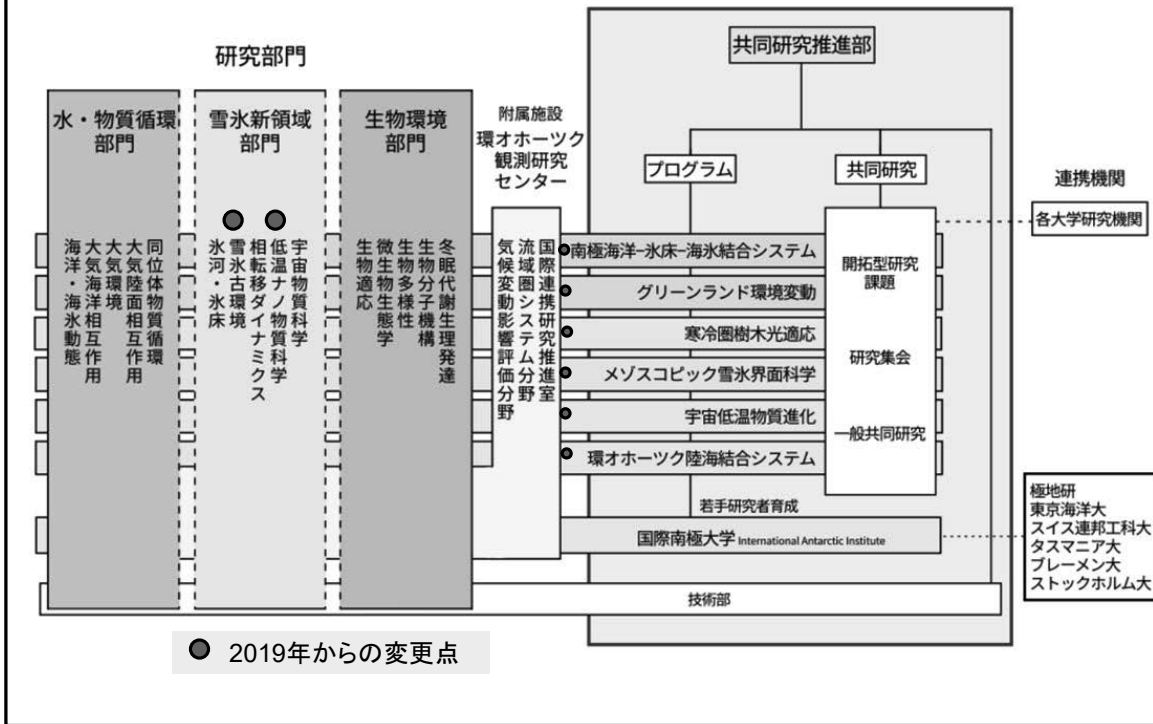 研究部門
水・物質循環
部門
雪氷新領域
部門
生物環境
部門
附属施設
環オホーツク
観測研究
センター
同位体物質循環
大気陸面相互作用
大気環境
大気海洋相互作用
海洋・海氷動態
宇宙物質科学
低温ナノ物質科学
相転移ダイナミクス
雪氷古環境
氷河・氷床
冬眠代謝生理発達
生物分子機構
生物多様性
微生物生態学
生物適応
国際連携研究推進室
流域圏システム分野
気候変動影響評価分野
共同研究推進部
プログラム
共同研究
南極海洋−氷床−海氷結合システム
グリーンランド環境変動
寒冷圏樹木光適応
メゾスコピック雪氷界面科学
宇宙低温物質進化
環オホーツク陸海結合システム
開拓型研究
課題
研究集会
一般共同研究
若手研究者育成
国際南極大学 International Antarctic Institute
技術部
連携機関
各大学研究機関
極地研
東京海洋大
スイス連邦工科大
タスマニア大
ブレーメン大
ストックホルム大
2019年からの変更点